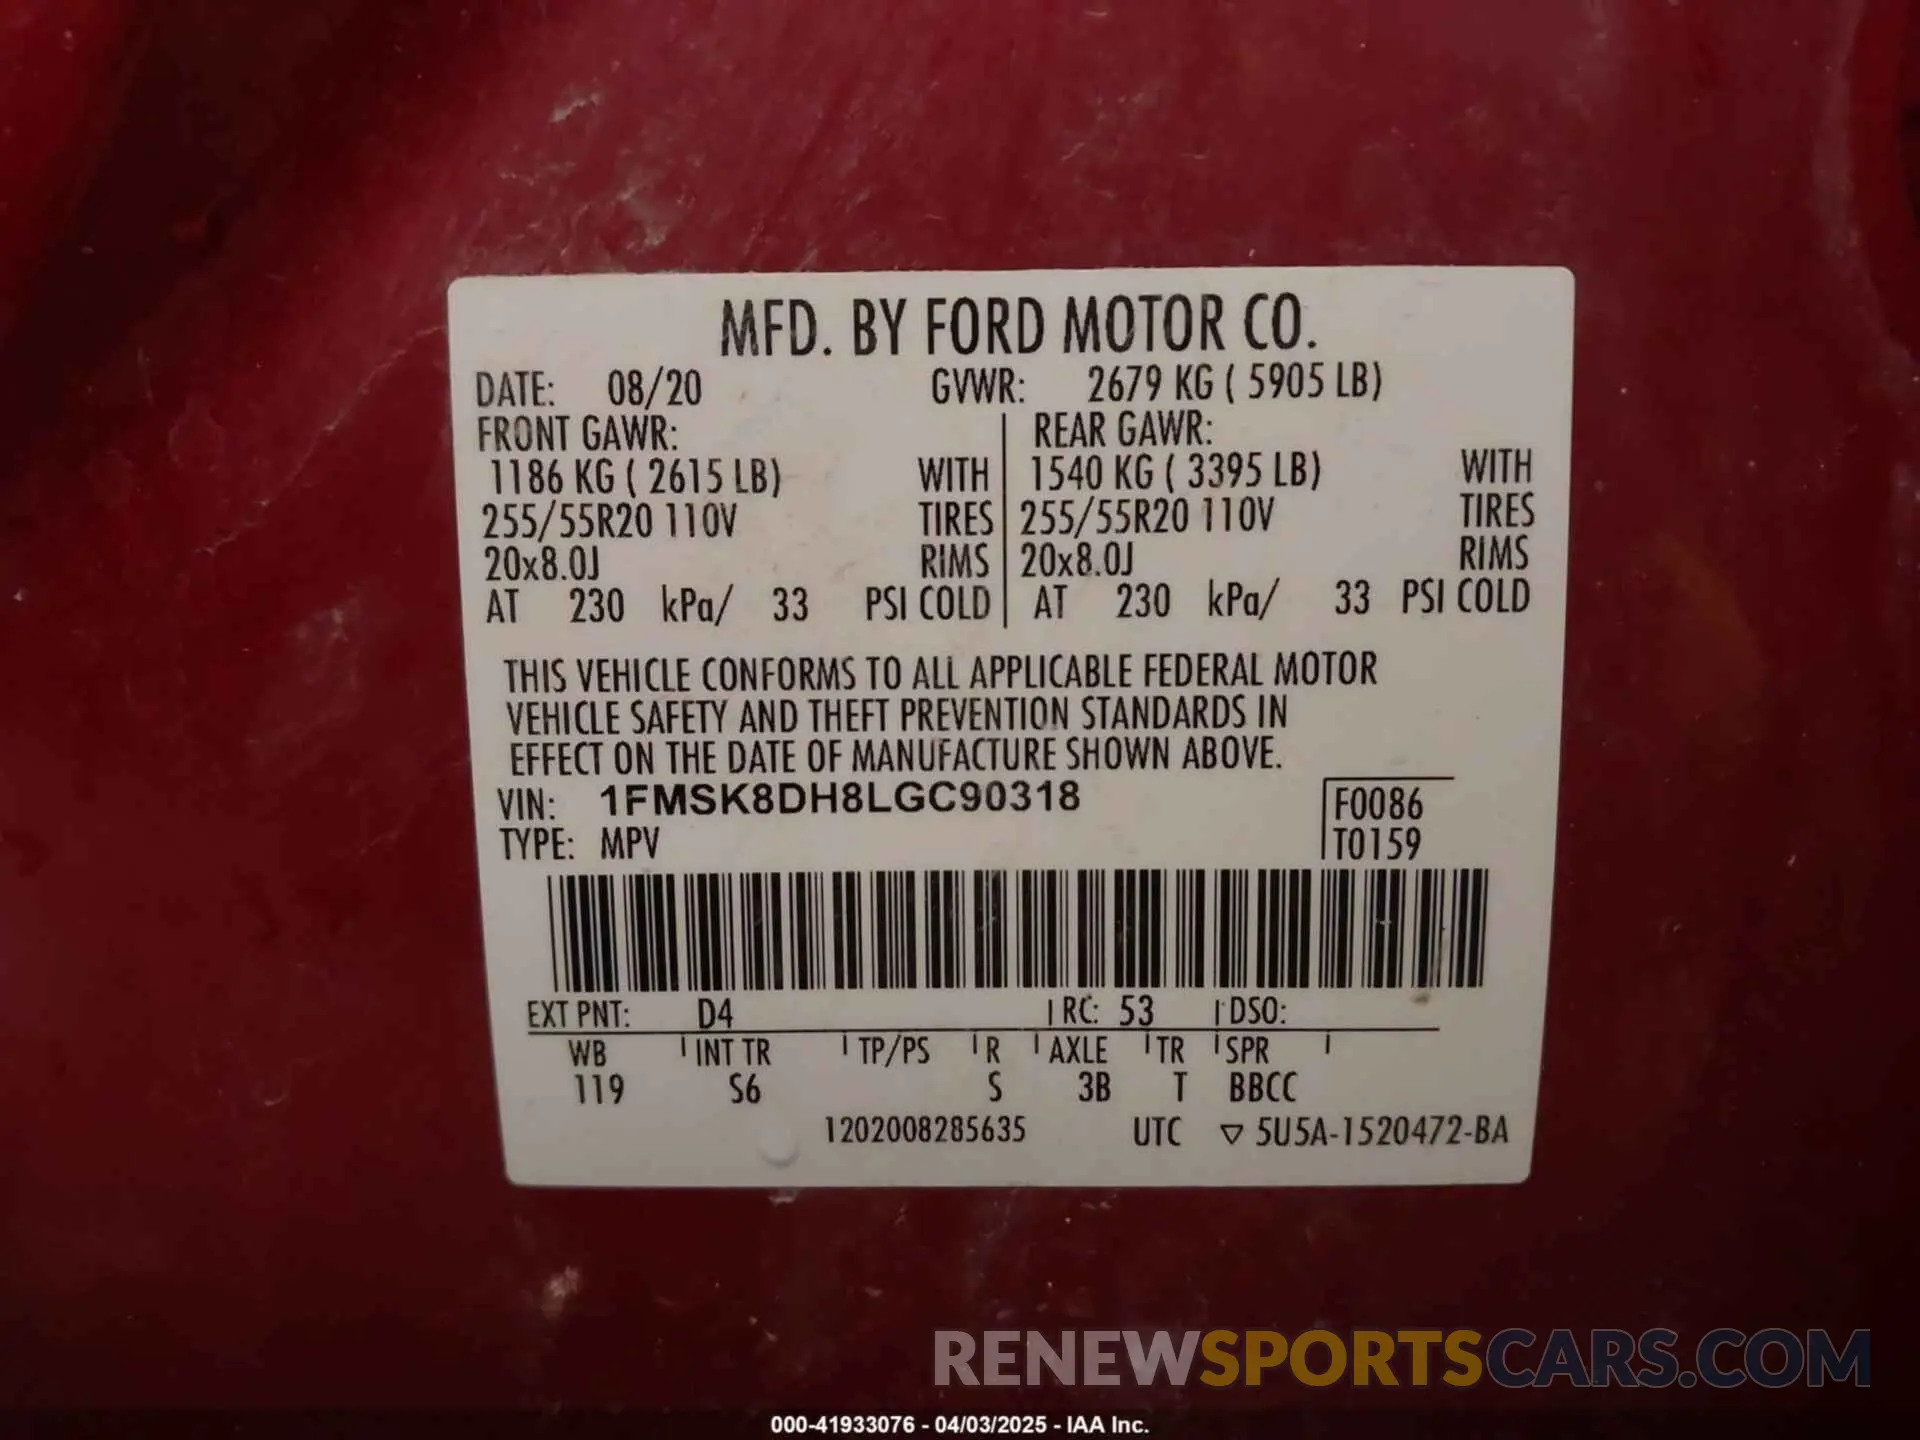 MFD. BY FORD MOTOR CO.
DATE: 08/20 GVWR: 2679 KG ( 5905 LB)
FRONT GAWR: REAR GAWR:
1186 KG ( 2615 LB) WITH 1540 KG ( 3395 LB) WITH
255/55R20 110V TIRES 255/55R20 110V TIRES
20x8.0J RIMS 20x8.0J RIMS
AT 230 kPa/ 33 PSI COLD AT 230 kPa/ 33 PSI COLD
THIS VEHICLE CONFORMS TO ALL APPLICABLE FEDERAL MOTOR
VEHICLE SAFETY AND THEFT PREVENTION STANDARDS IN
EFFECT ON THE DATE OF MANUFACTURE SHOWN ABOVE.
VIN: 1FMSK8DH8LGC90318 F0086
TYPE: MPV T0159
EXT PNT: D4 RC: 53 DSO:
WB INT TR TP/PS R AXLE TR SPR
119 S6 S 3B T BBCC
1202008285635 UTC ▽ 5U5A-1520472-BA
RENEWSPORTSCARS.COM
000-41933076 - 04/03/2025 - IAA Inc.